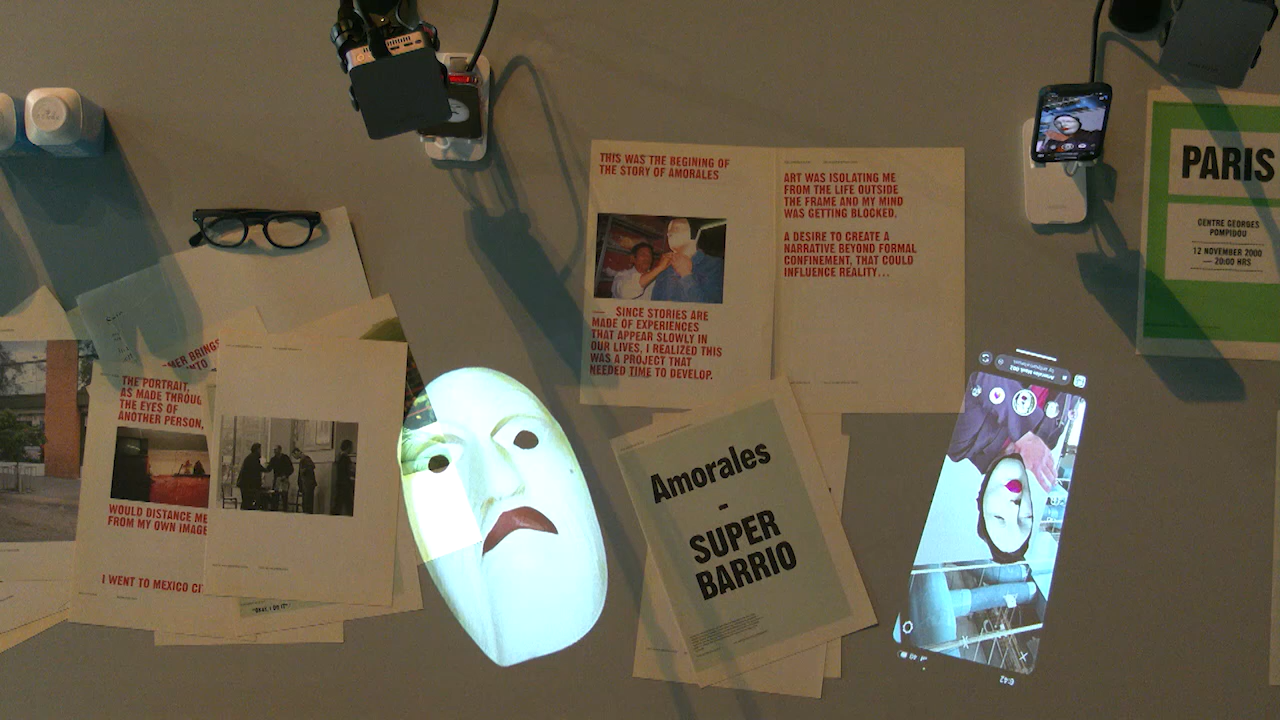 THIS WAS THE BEGINING OF
THE STORY OF AMORALES
— SINCE STORIES ARE
MADE OF EXPERIENCES
THAT APPEAR SLOWLY IN
OUR LIVES, I REALIZED THIS
WAS A PROJECT THAT
NEEDED TIME TO DEVELOP.
ART WAS ISOLATING ME
FROM THE LIFE OUTSIDE
THE FRAME AND MY MIND
WAS GETTING BLOCKED.
A DESIRE TO CREATE A
NARRATIVE BEYOND FORMAL
CONFINEMENT, THAT COULD
INFLUENCE REALITY...
PARIS
CENTRE GEORGES
POMPIDOU
12 NOVEMBER 2000
— 20:00 HRS
THE PORTRAIT,
AS MADE THROUG
THE EYES OF
ANOTHER PERSON,
WOULD DISTANCE ME
FROM MY OWN IMAGE
I WENT TO MEXICO CI
Amorales
-
SUPER
BARRIO